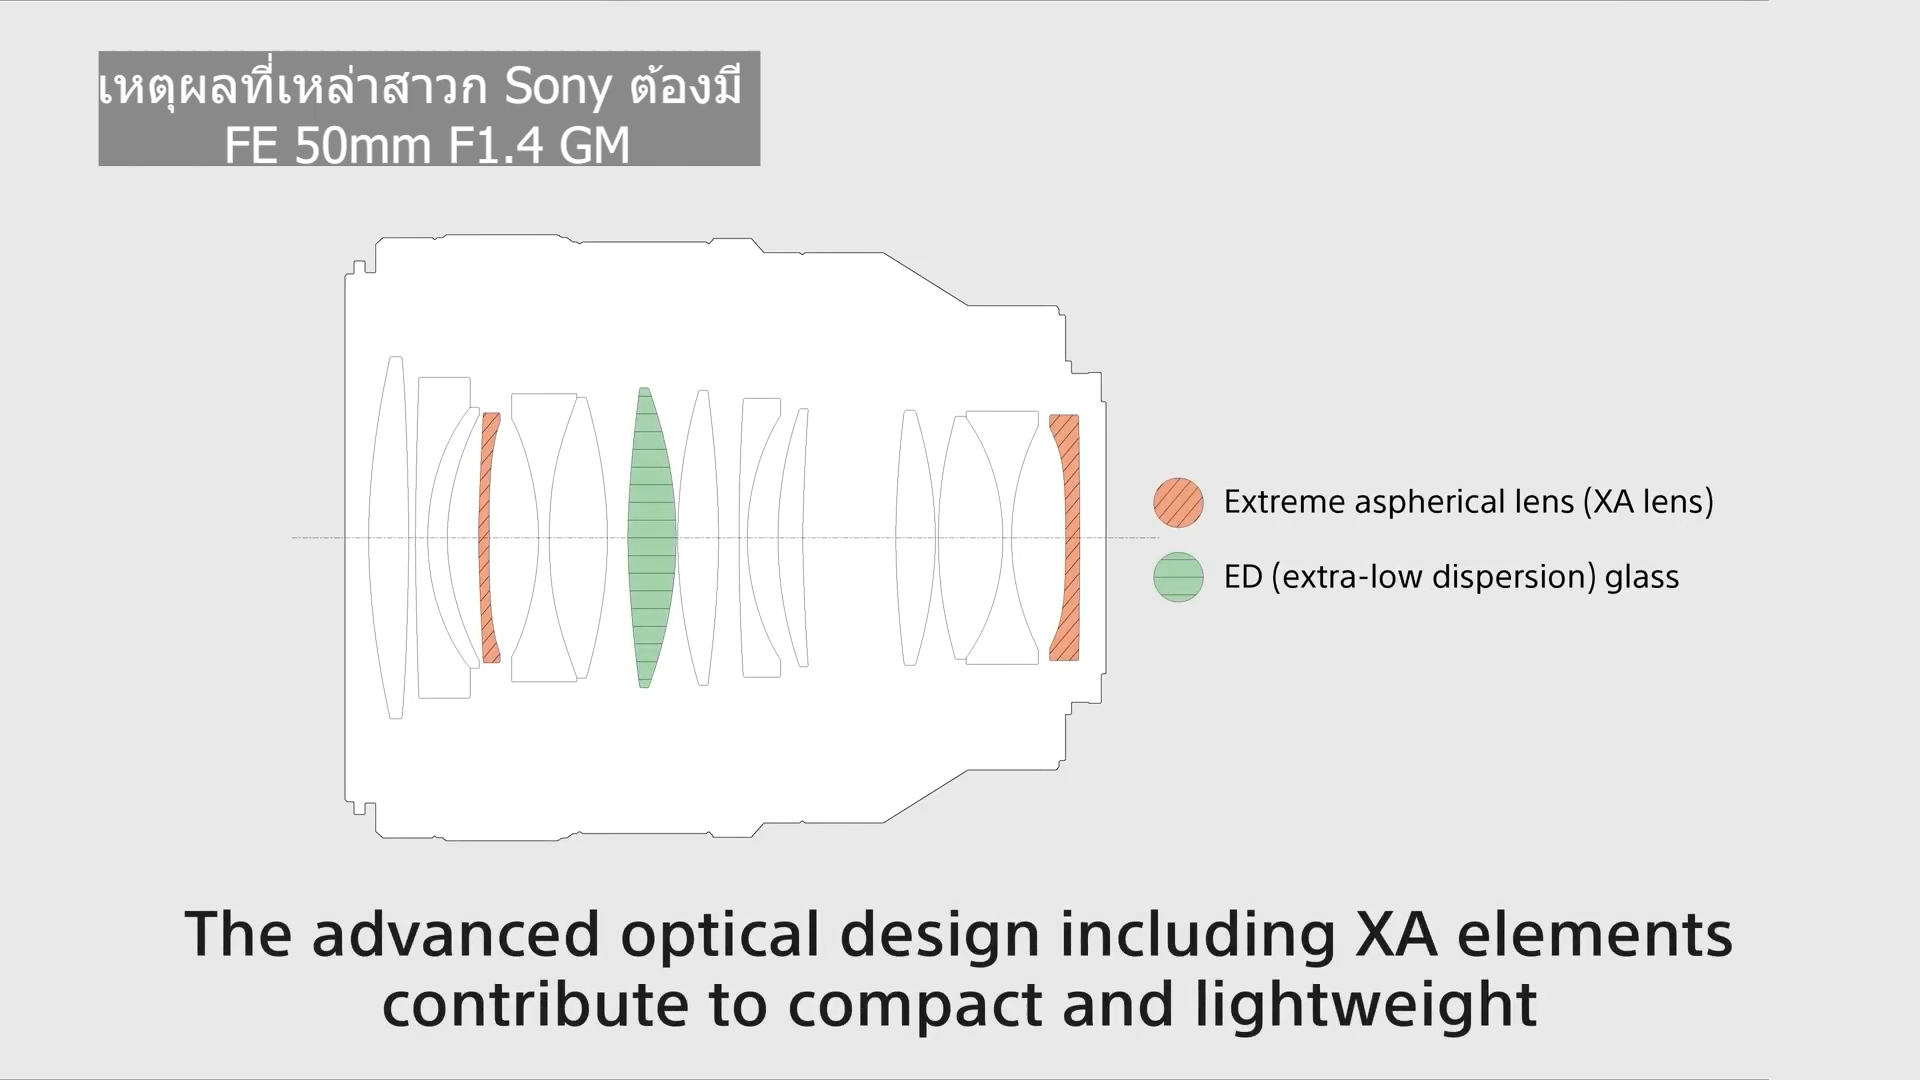 เหตุผลที่เหล่าสาวก Sony ต้องมี
FE 50mm F1.4 GM
Extreme aspherical lens (XA lens)
ED (extra-low dispersion) glass
The advanced optical design including XA elements
contribute to compact and lightweight